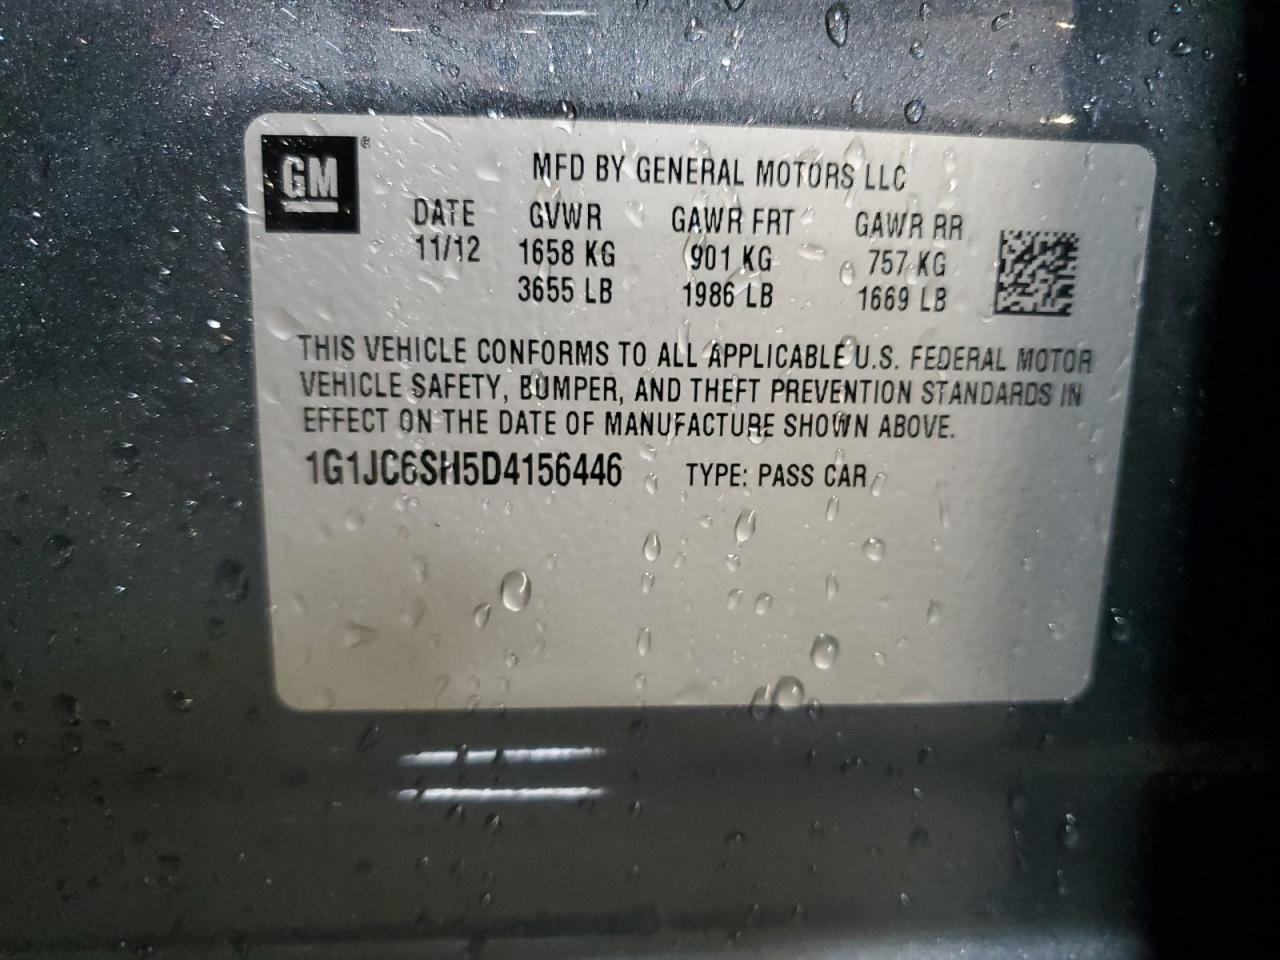 GM ®
MFD BY GENERAL MOTORS LLC
DATE GVWR GAWR FRT GAWR RR
11/12 1658 KG 901 KG 757 KG
3655 LB 1986 LB 1669 LB
THIS VEHICLE CONFORMS TO ALL APPLICABLE U.S. FEDERAL MOTOR
VEHICLE SAFETY, BUMPER, AND THEFT PREVENTION STANDARDS IN
EFFECT ON THE DATE OF MANUFACTURE SHOWN ABOVE.
1G1JC6SH5D4156446 TYPE: PASS CAR